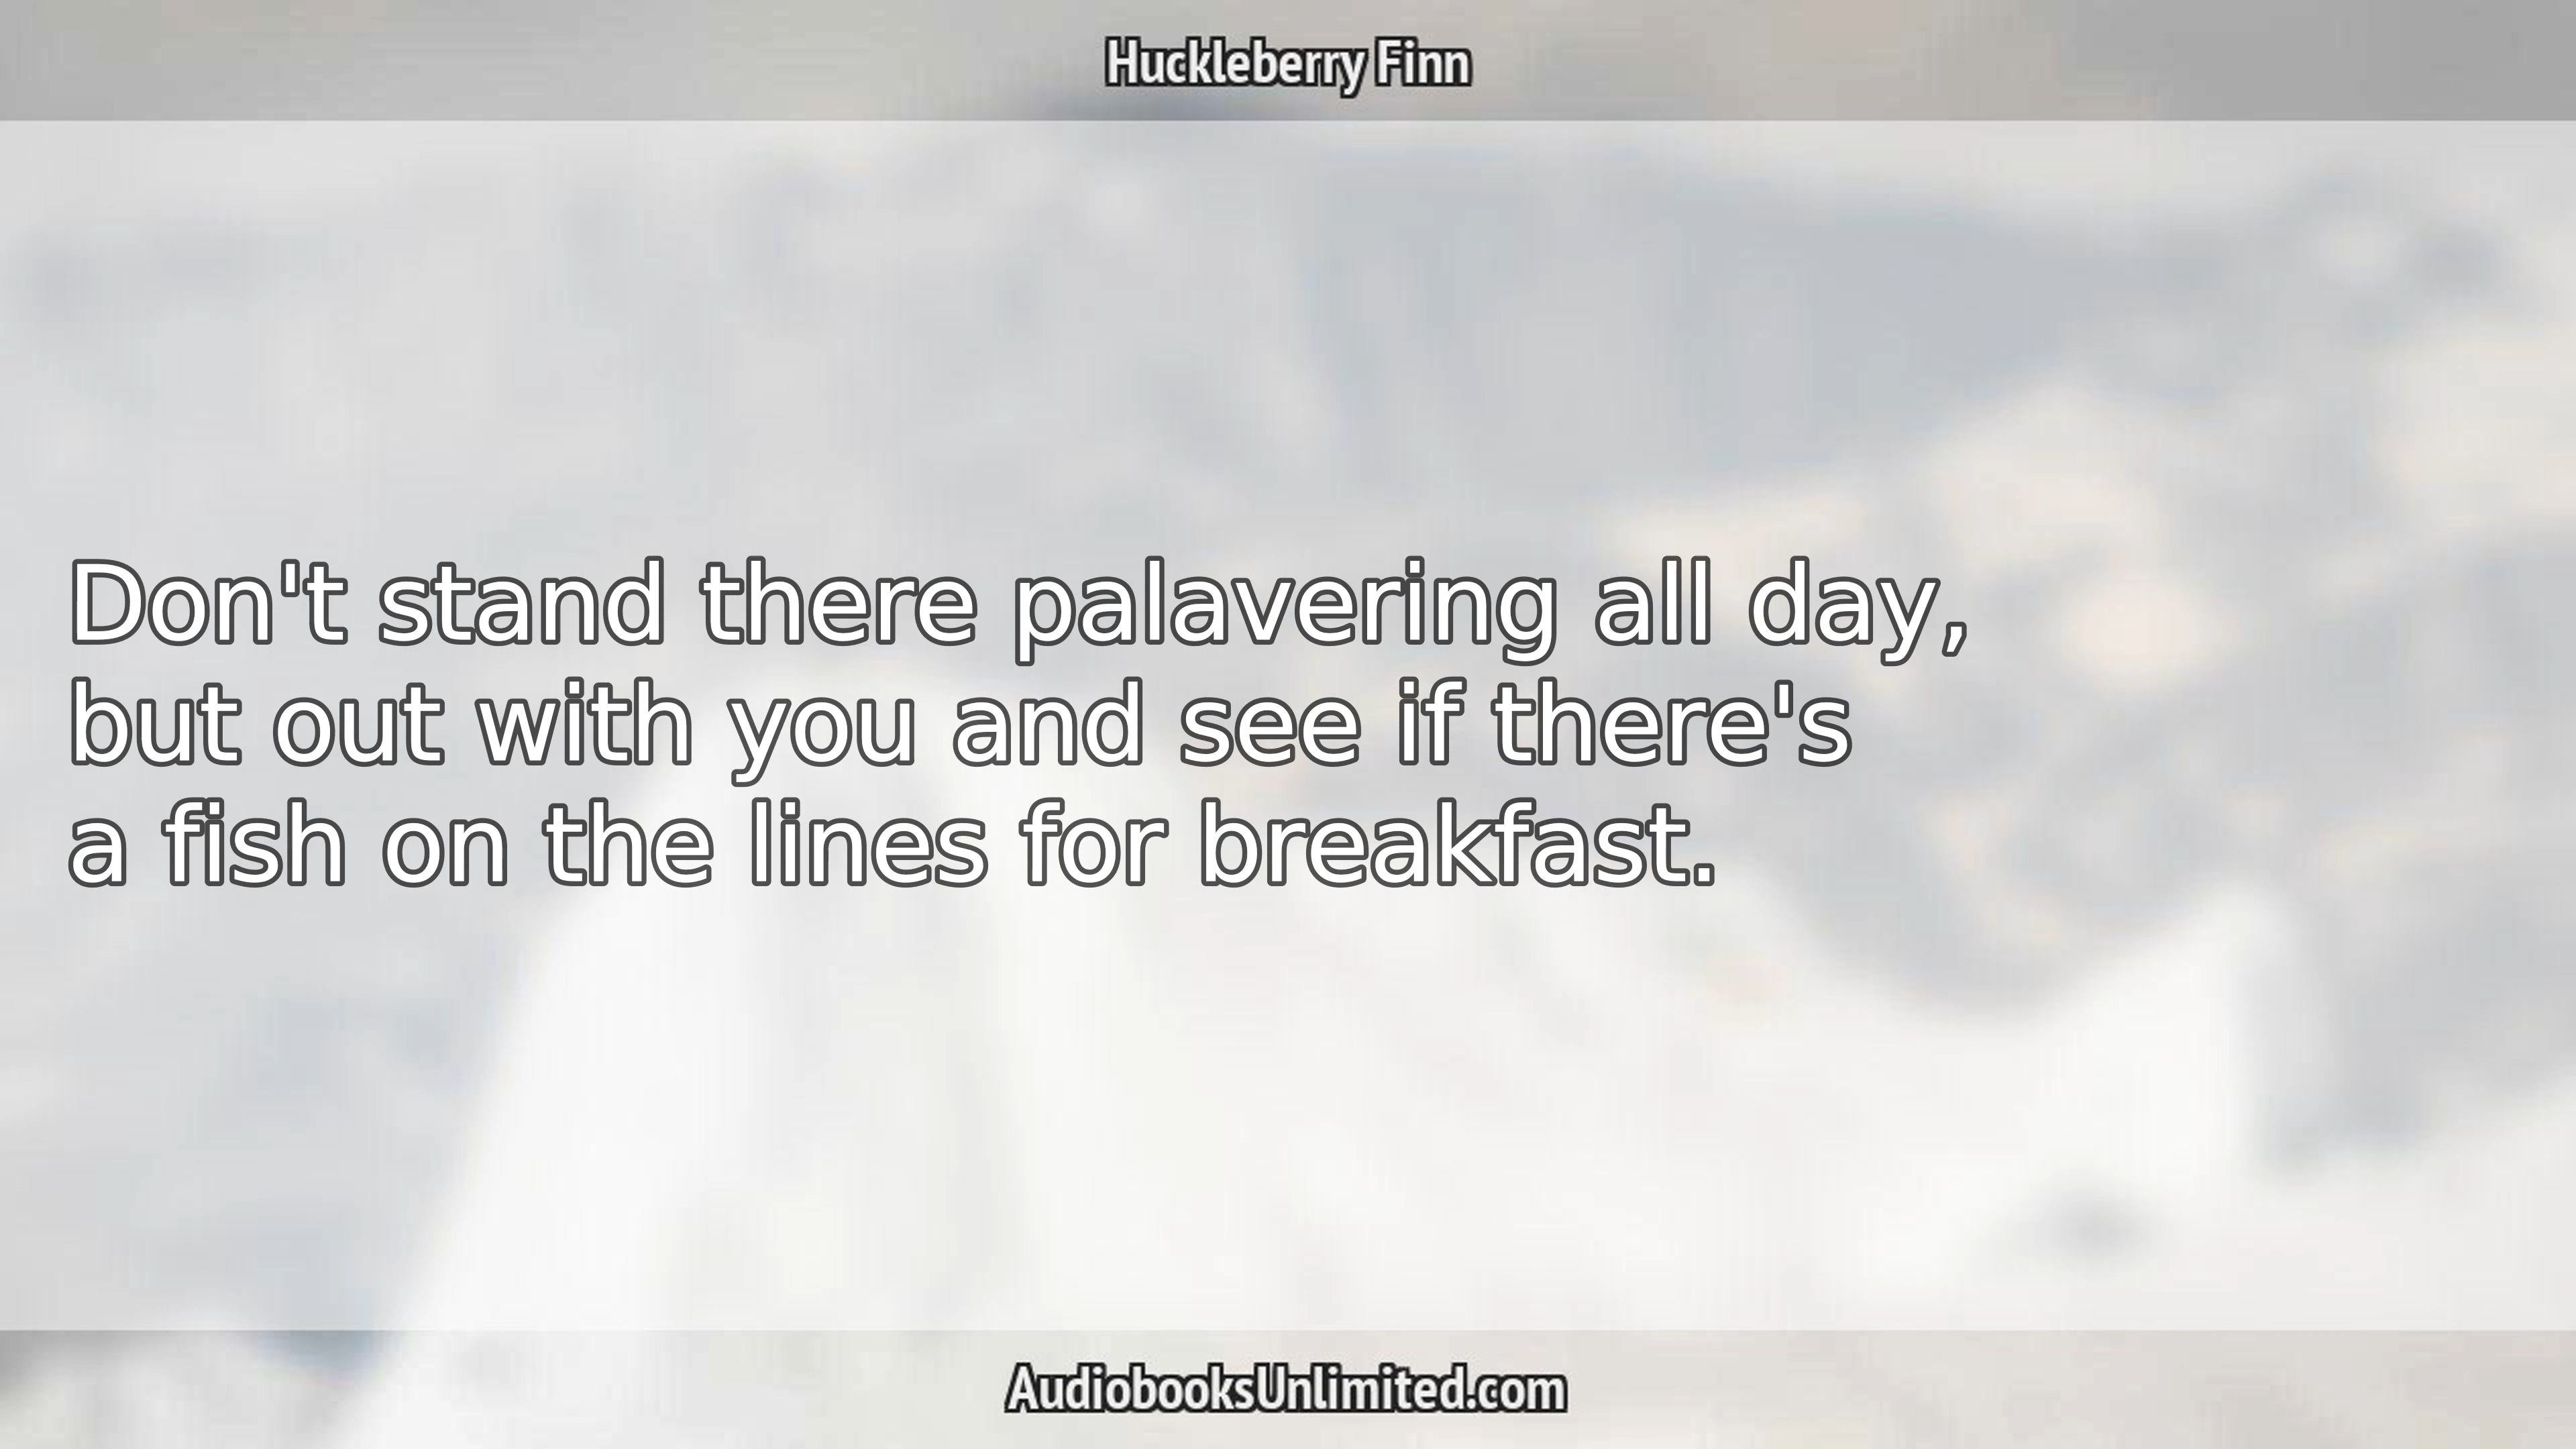 Huckleberry Finn
Don't stand there palavering all day,
but out with you and see if there's
a fish on the lines for breakfast.
AudiobooksUnlimited.com